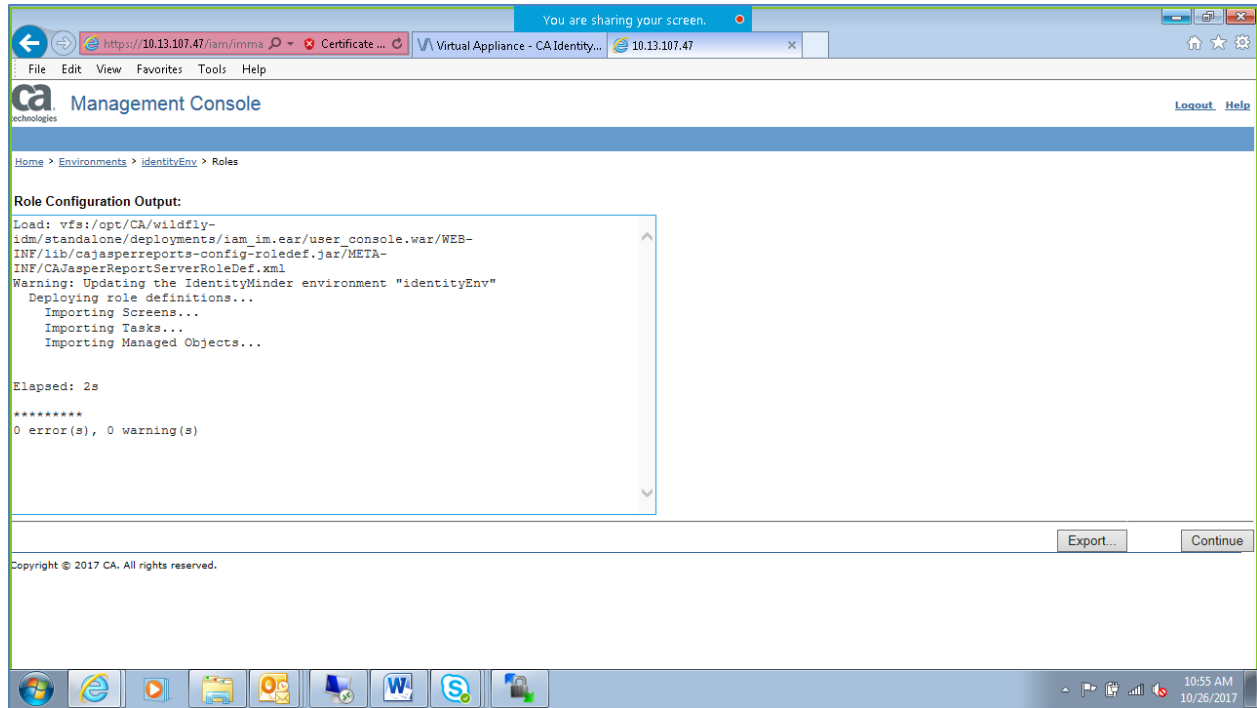 You are sharing your screen.
https://10.13.107.47/iam/imma
Certificate ...
Virtual Appliance - CA Identity...
10.13.107.47
File Edit View Favorites Tools Help
ca
technologies
Management Console
Logout Help
Home > Environments > identityEnv > Roles
Role Configuration Output:
Load: vfs:/opt/CA/wildfly-
idm/standalone/deployments/iam_im.ear/user_console.war/WEB-
INF/lib/cajasperreports-config-roledef.jar/META-
INF/CAJasperReportServerRoleDef.xml
Warning: Updating the IdentityMinder environment "identityEnv"
Deploying role definitions...
Importing Screens...
Importing Tasks...
Importing Managed Objects...
Elapsed: 2s
*********
0 error(s), 0 warning(s)
Export... Continue
Copyright © 2017 CA. All rights reserved.
10:55 AM
10/26/2017